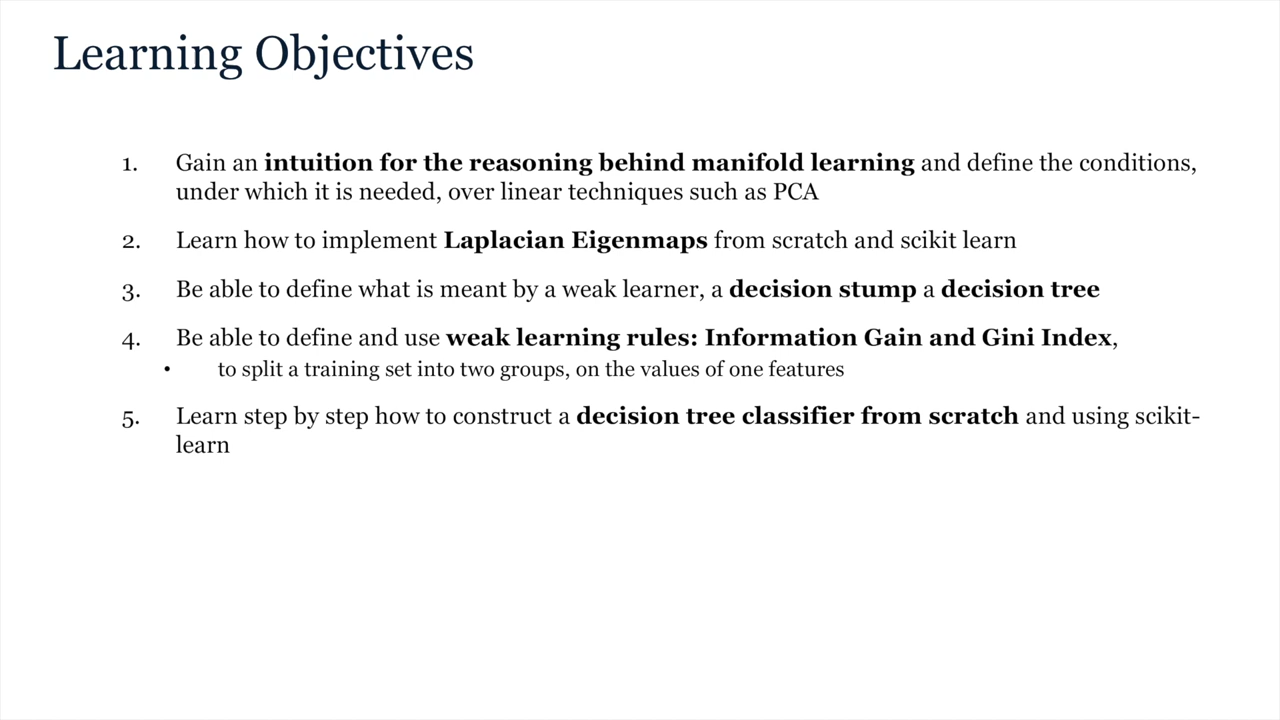 Learning Objectives
1. Gain an intuition for the reasoning behind manifold learning and define the conditions,
under which it is needed, over linear techniques such as PCA
2. Learn how to implement Laplacian Eigenmaps from scratch and scikit learn
3. Be able to define what is meant by a weak learner, a decision stump a decision tree
4. Be able to define and use weak learning rules: Information Gain and Gini Index,
• to split a training set into two groups, on the values of one features
5. Learn step by step how to construct a decision tree classifier from scratch and using scikit-
learn